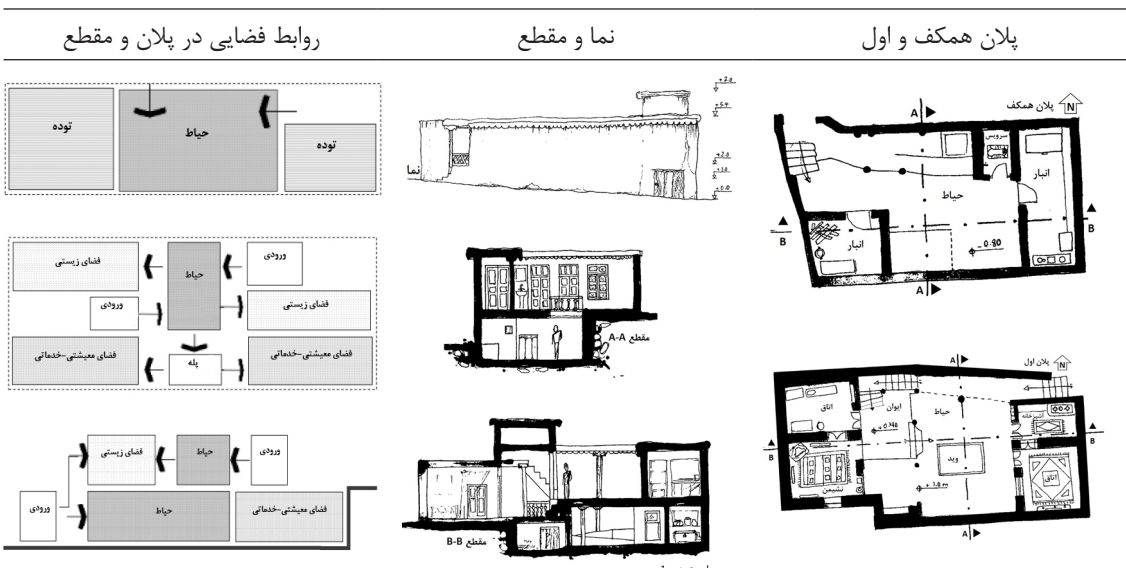 پلان همکف و اول
نما و مقطع
روابط فضایی در پلان و مقطع
پلان همکف
N
A
سرویس
انبار
حیاط
انبار
B
B
- 0.80
A
پلان اول
N
A
اتاق
ایوان
حیاط
آشپزخانه
B
B
نشیمن
وید
اتاق
A
نما
مقطع A-A
مقطع B-B
توده
حیاط
توده
فضای زیستی
حیاط
ورودی
ورودی
فضای زیستی
فضای معیشتی-خدماتی
پله
فضای معیشتی-خدماتی
فضای زیستی
حیاط
ورودی
ورودی
حیاط
فضای معیشتی-خدماتی